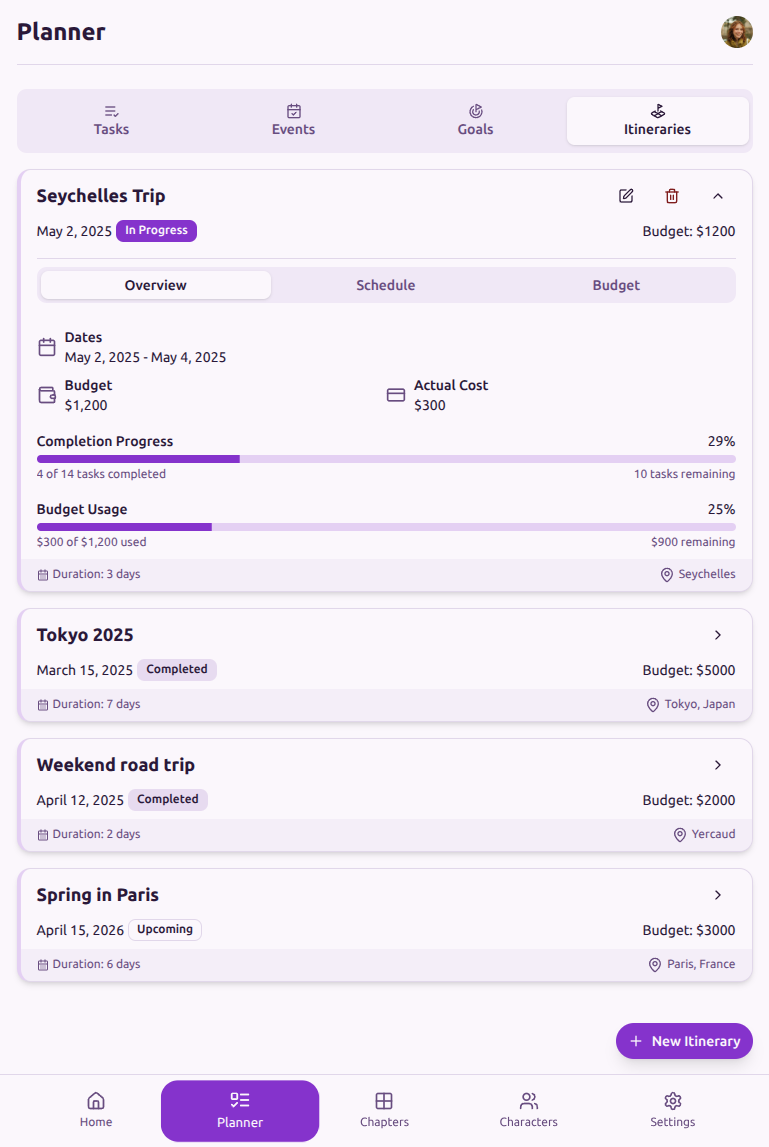 Planner
Tasks
Events
Goals
Itineraries
Seychelles Trip
May 2, 2025 In Progress
Budget: $1200
Overview
Schedule
Budget
Dates
May 2, 2025 - May 4, 2025
Budget
$1,200
Actual Cost
$300
Completion Progress
29%
4 of 14 tasks completed
10 tasks remaining
Budget Usage
25%
$300 of $1,200 used
$900 remaining
Duration: 3 days
Seychelles
Tokyo 2025
March 15, 2025 Completed
Budget: $5000
Duration: 7 days
Tokyo, Japan
Weekend road trip
April 12, 2025 Completed
Budget: $2000
Duration: 2 days
Yercaud
Spring in Paris
April 15, 2026 Upcoming
Budget: $3000
Duration: 6 days
Paris, France
+ New Itinerary
Home
Planner
Chapters
Characters
Settings